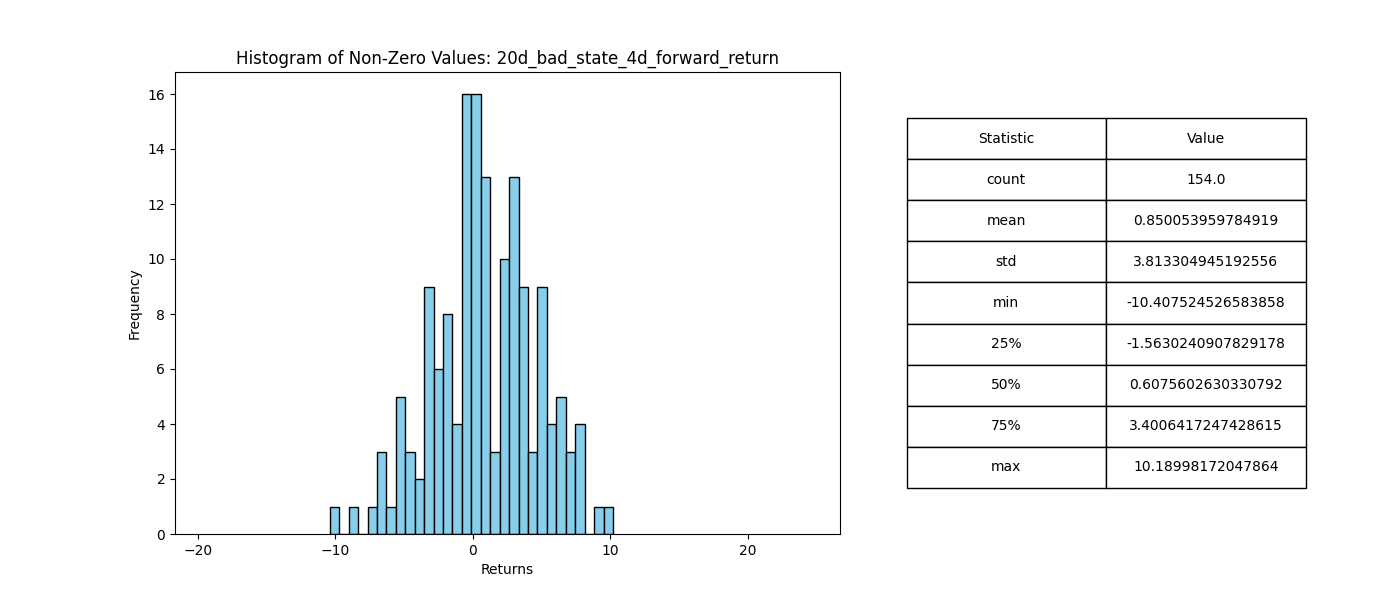 Histogram of Non-Zero Values: 20d_bad_state_4d_forward_return
Frequency
16
14
12
10
8
6
4
2
0
−20
−10
0
10
20
Returns
Statistic Value
count 154.0
mean 0.850053959784919
std 3.813304945192556
min -10.407524526583858
25% -1.5630240907829178
50% 0.6075602630330792
75% 3.4006417247428615
max 10.18998172047864